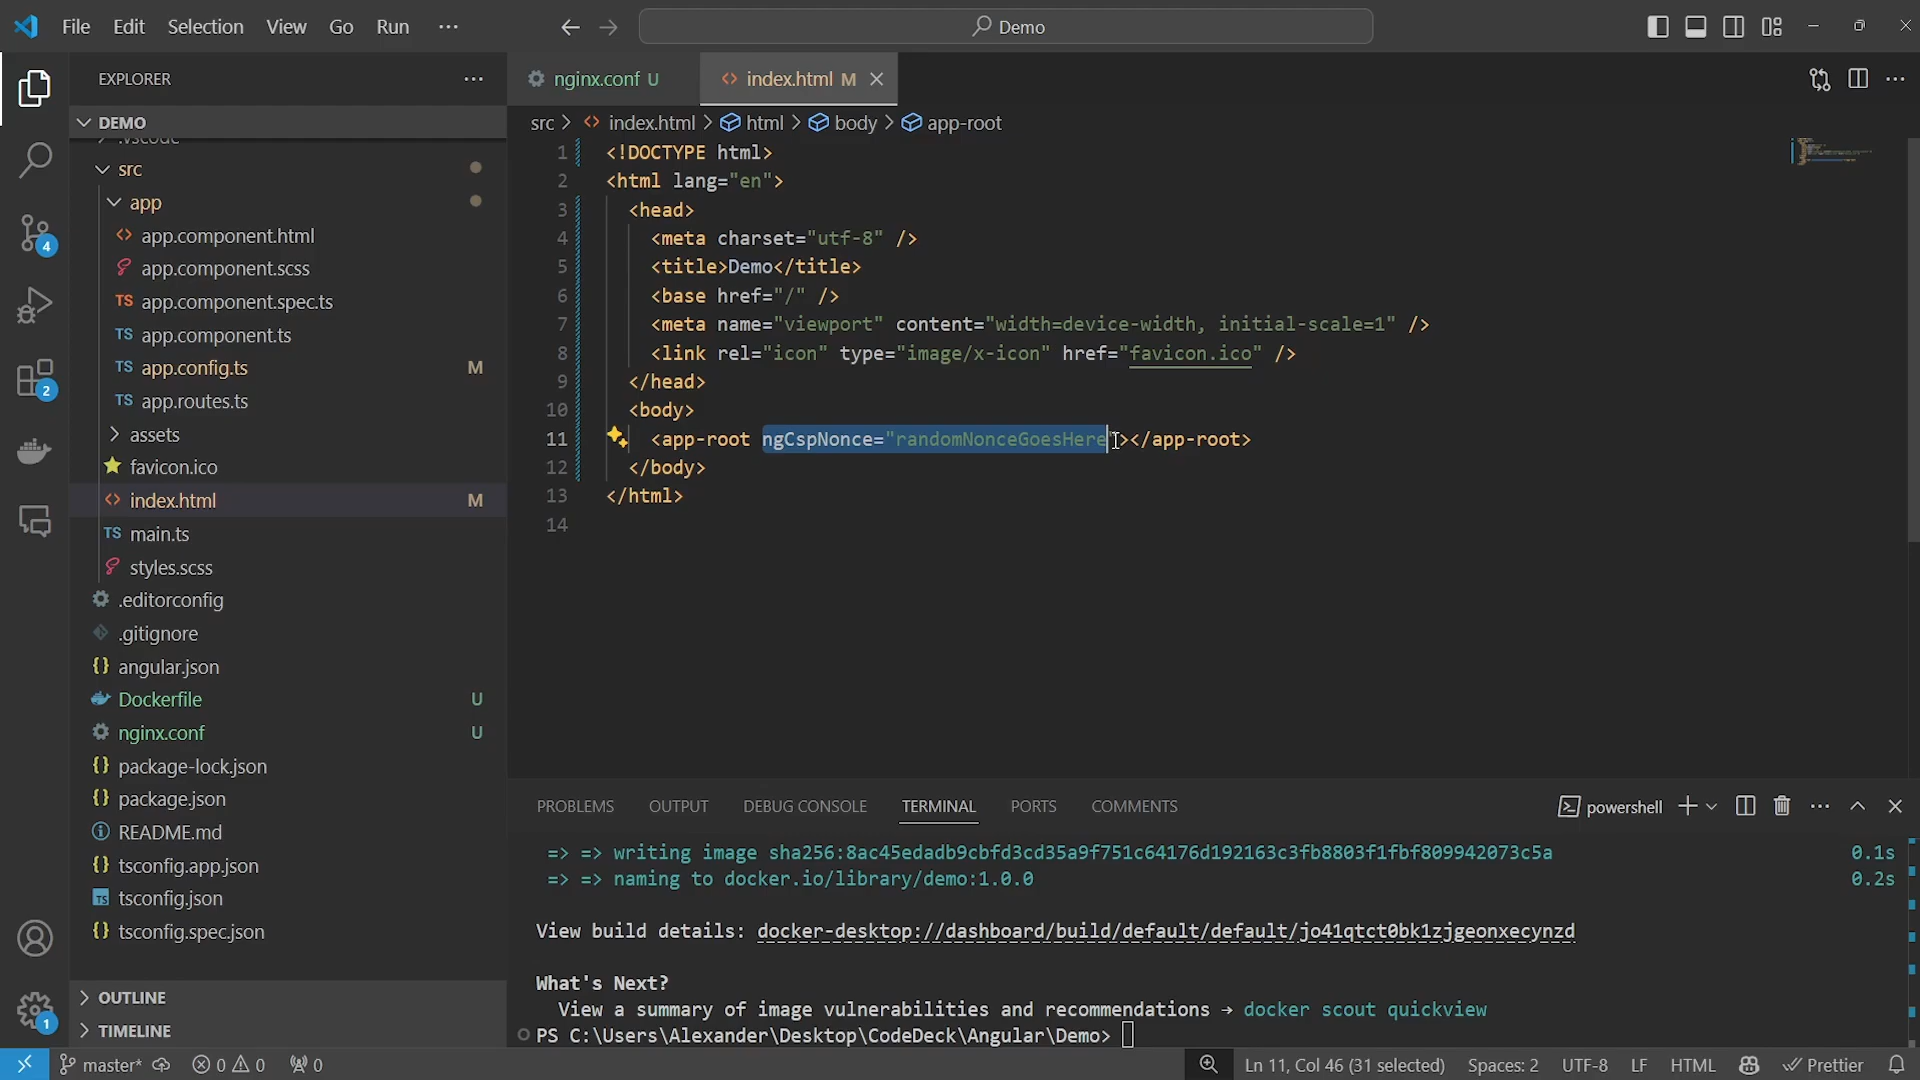 File Edit Selection View Go Run ···
Demo
EXPLORER
DEMO
.vscode
src
app
app.component.html
app.component.scss
TS app.component.spec.ts
TS app.component.ts
TS app.config.ts M
TS app.routes.ts
assets
favicon.ico
index.html M
TS main.ts
styles.scss
.editorconfig
.gitignore
{} angular.json
Dockerfile U
nginx.conf U
{} package-lock.json
{} package.json
README.md
{} tsconfig.app.json
TS tsconfig.json
{} tsconfig.spec.json
OUTLINE
TIMELINE
4
2
1
nginx.conf U
index.html M
src > index.html > html > body > app-root
1 <!DOCTYPE html>
2 <html lang="en">
3 <head>
4 <meta charset="utf-8" />
5 <title>Demo</title>
6 <base href="/" />
7 <meta name="viewport" content="width=device-width, initial-scale=1" />
8 <link rel="icon" type="image/x-icon" href="favicon.ico" />
9 </head>
10 <body>
11 <app-root ngCspNonce="randomNonceGoesHere"></app-root>
12 </body>
13 </html>
14
PROBLEMS OUTPUT DEBUG CONSOLE TERMINAL PORTS COMMENTS
powershell
=> => writing image sha256:8ac45edadb9cbfd3cd35a9f751c64176d192163c3fb8803f1fbf809942073c5a 0.1s
=> => naming to docker.io/library/demo:1.0.0 0.2s
View build details: docker-desktop://dashboard/build/default/default/jo41qtct0bk1zjgeonxecynzd
What's Next?
View a summary of image vulnerabilities and recommendations → docker scout quickview
PS C:\Users\Alexander\Desktop\CodeDeck\Angular\Demo>
master* 0 0 0
Ln 11, Col 46 (31 selected) Spaces: 2 UTF-8 LF HTML Prettier